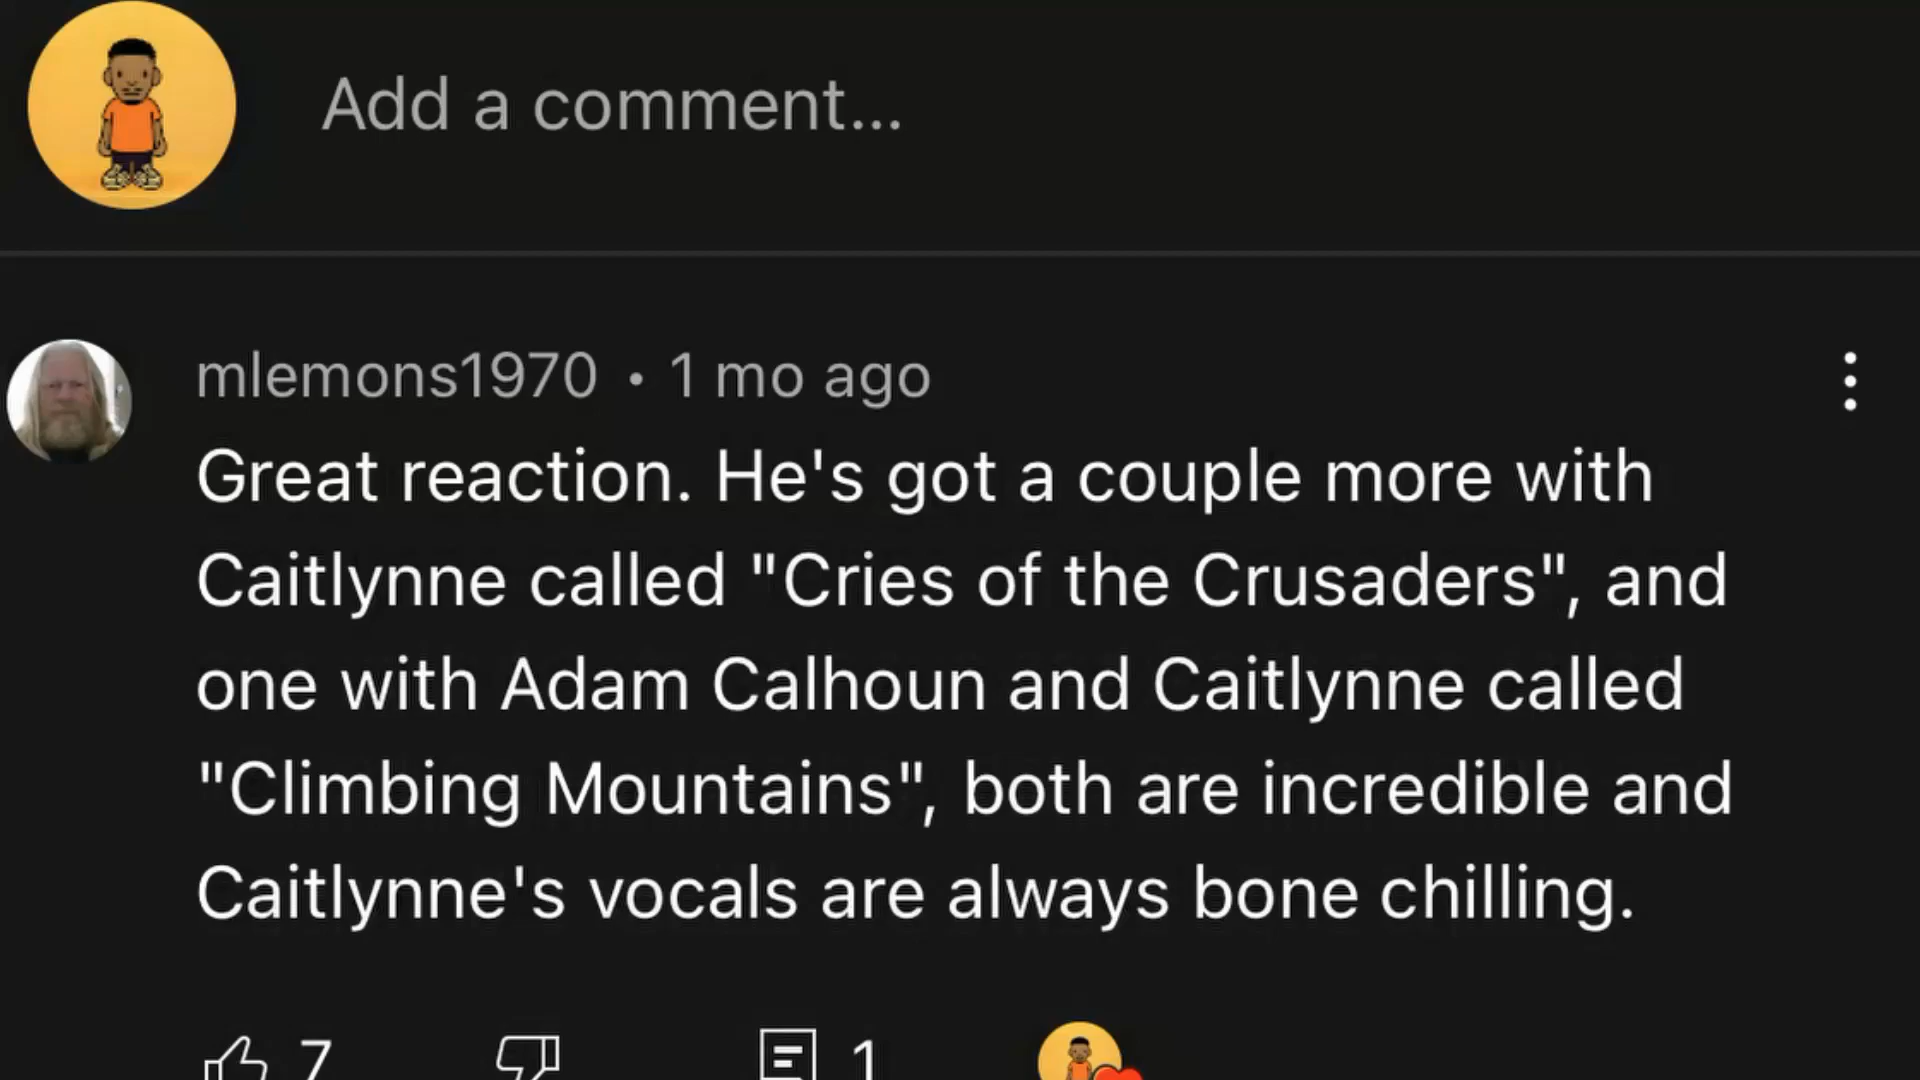 Add a comment...
mlemons1970 • 1 mo ago
Great reaction. He's got a couple more with
Caitlynne called "Cries of the Crusaders", and
one with Adam Calhoun and Caitlynne called
"Climbing Mountains", both are incredible and
Caitlynne's vocals are always bone chilling.
7 1